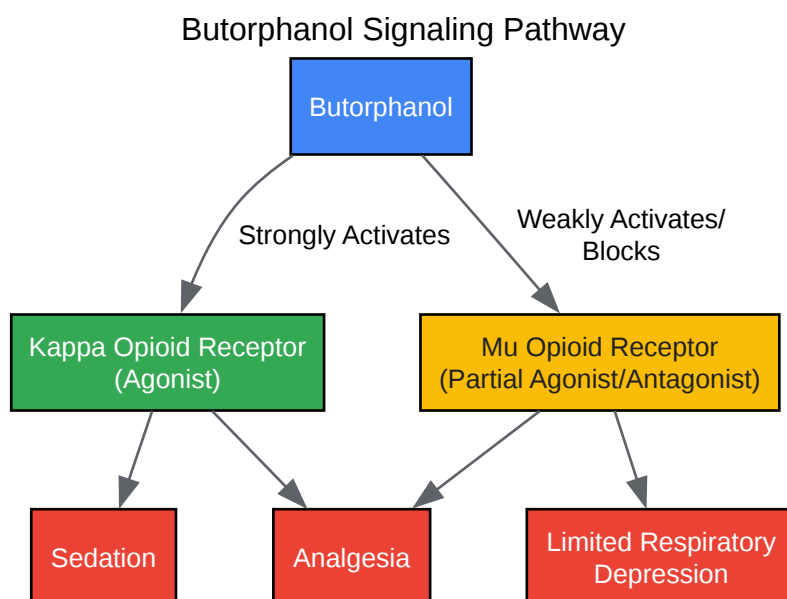 Butorphanol Signaling Pathway
Butorphanol
Strongly Activates
Weakly Activates/
Blocks
Kappa Opioid Receptor
(Agonist)
Mu Opioid Receptor
(Partial Agonist/Antagonist)
Sedation
Analgesia
Limited Respiratory
Depression